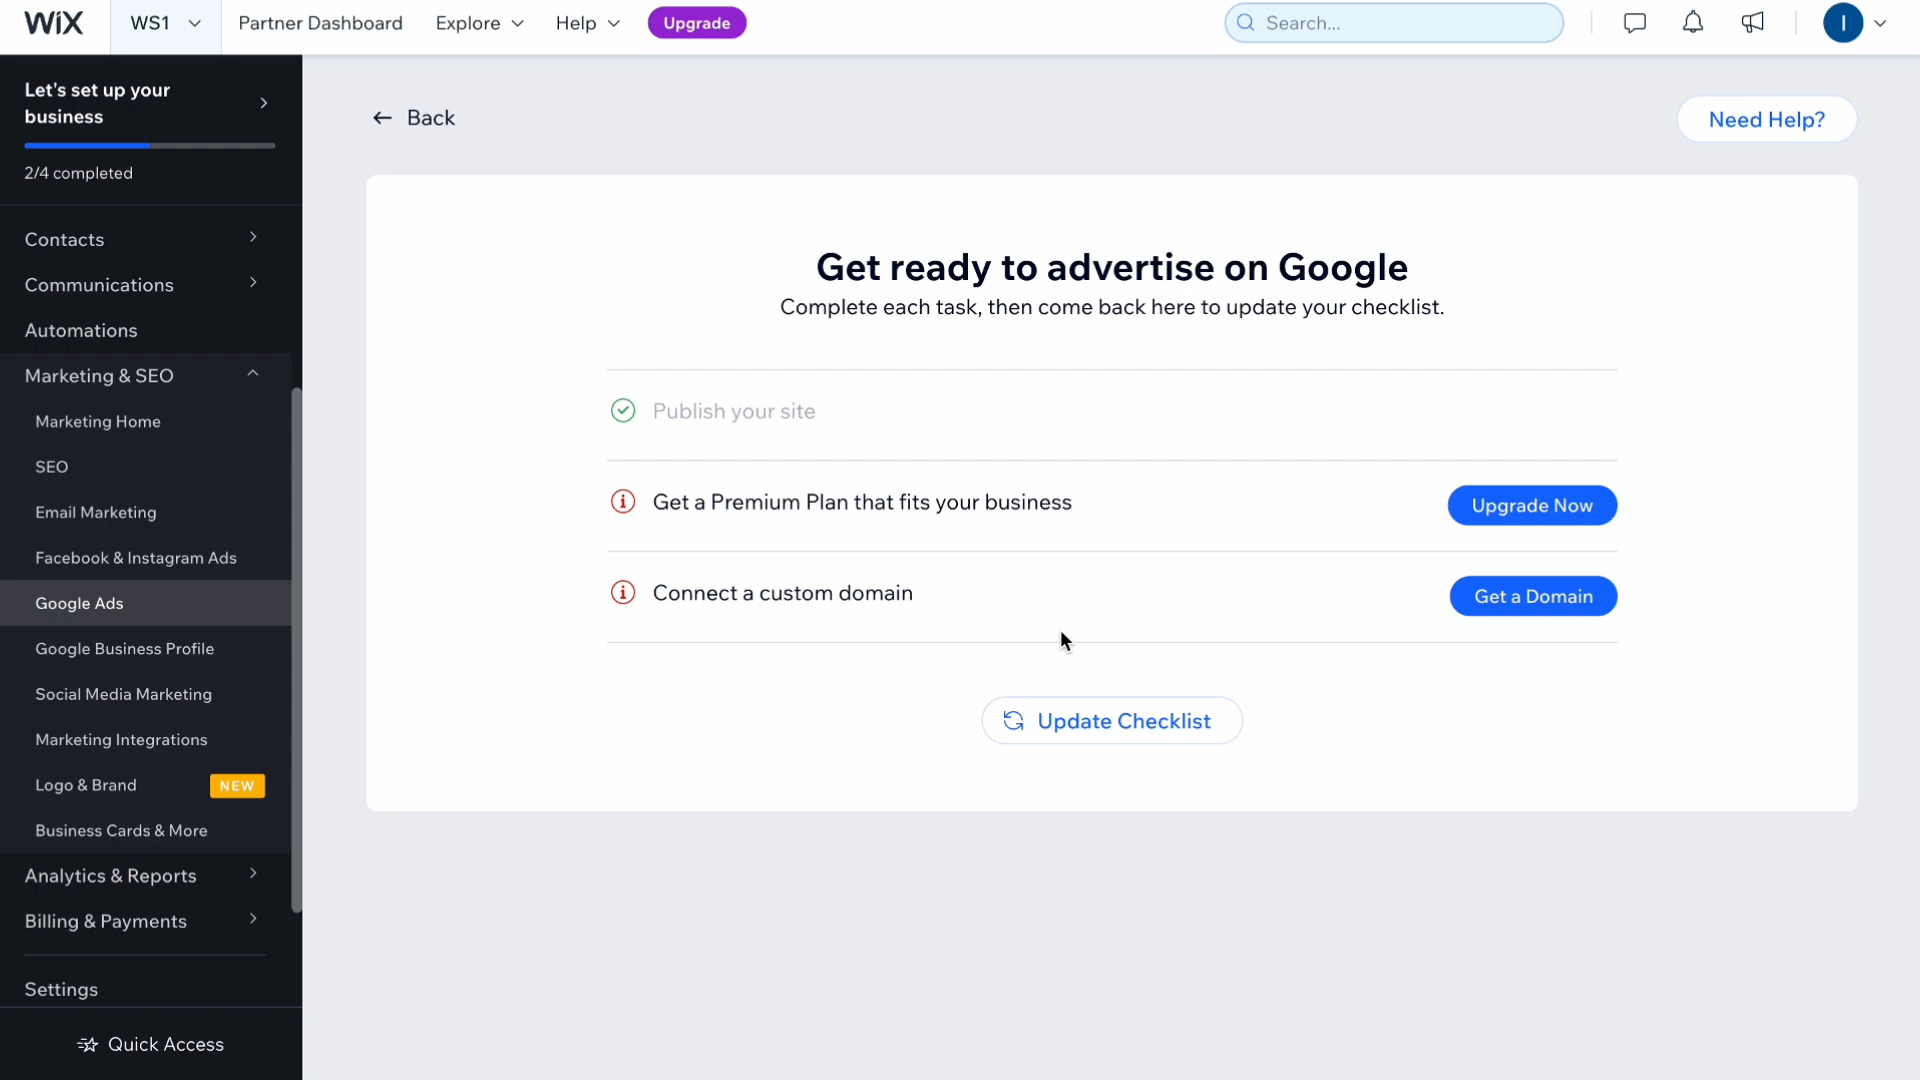 WiX
WS1
Partner Dashboard
Explore
Help
Upgrade
Search...
I
Let's set up your
business
2/4 completed
Contacts
Communications
Automations
Marketing & SEO
Marketing Home
SEO
Email Marketing
Facebook & Instagram Ads
Google Ads
Google Business Profile
Social Media Marketing
Marketing Integrations
Logo & Brand NEW
Business Cards & More
Analytics & Reports
Billing & Payments
Settings
Quick Access
Back
Need Help?
Get ready to advertise on Google
Complete each task, then come back here to update your checklist.
Publish your site
Get a Premium Plan that fits your business
Upgrade Now
Connect a custom domain
Get a Domain
Update Checklist